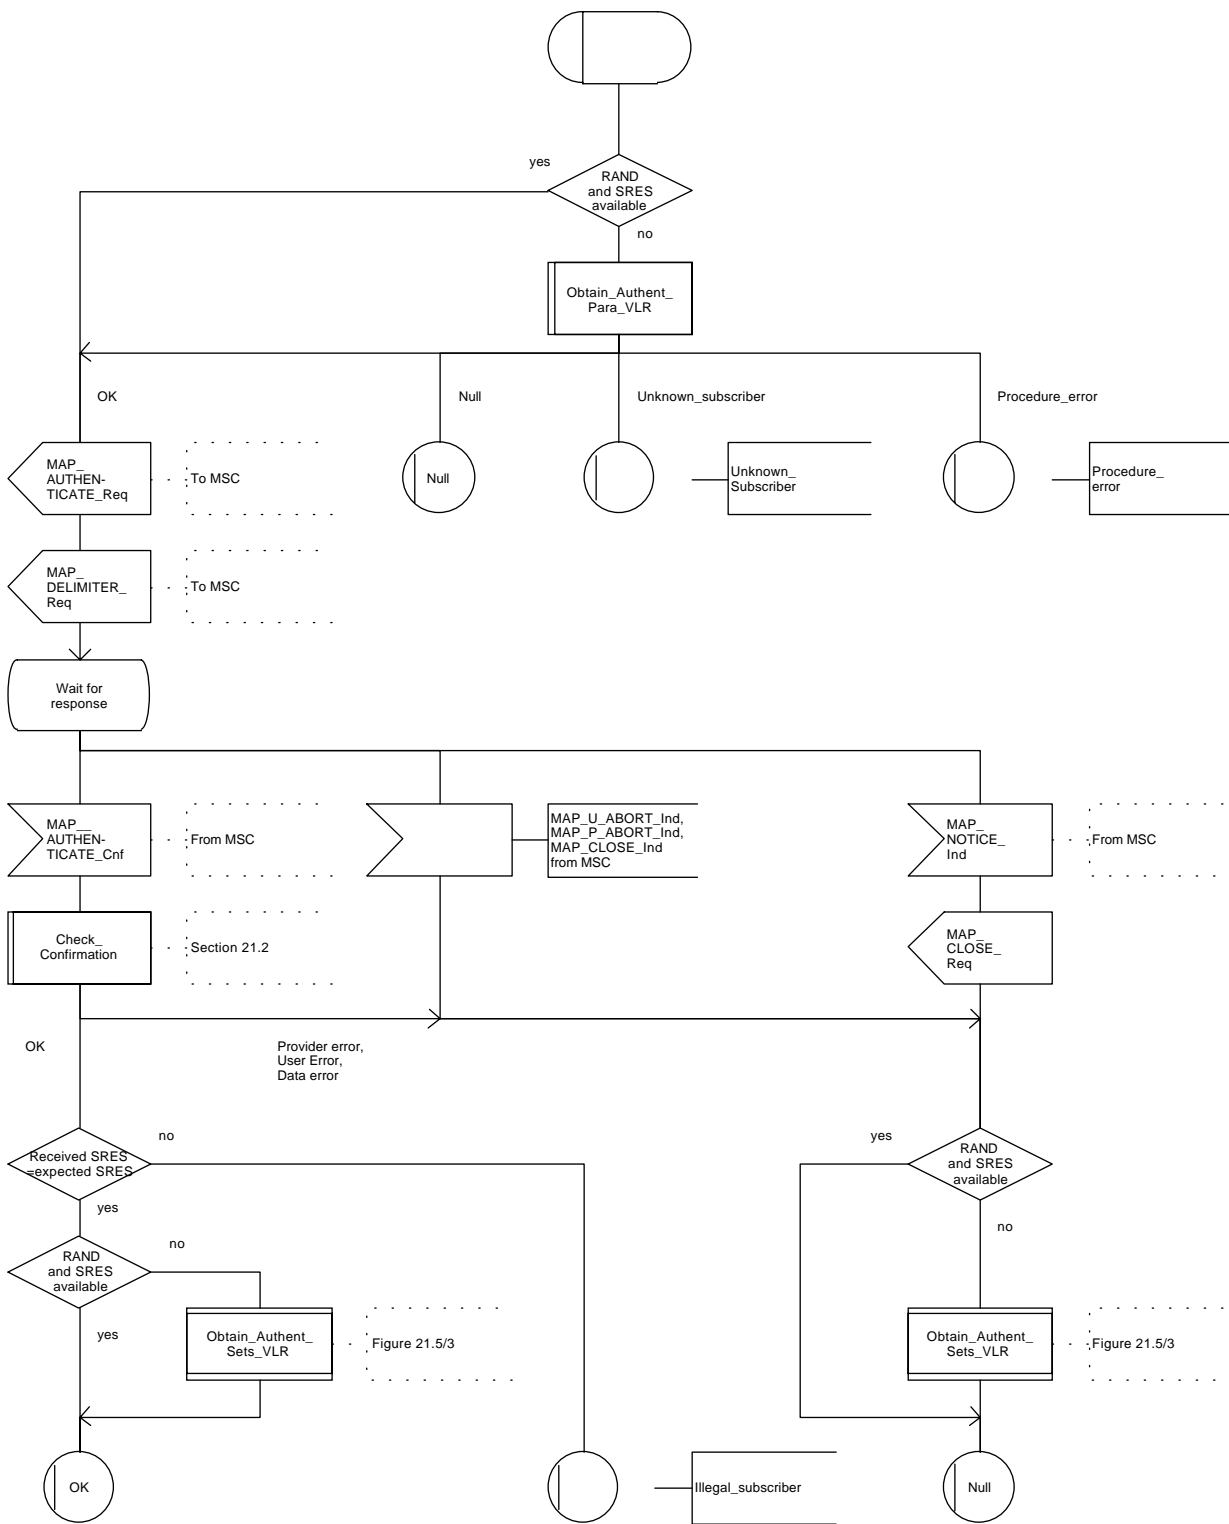 yes
RAND
and SRES
available
no
Obtain_Authent_
Para_VLR
OK
Null
Unknown_subscriber
Procedure_error
MAP_
AUTHEN-
TICATE_Req
To MSC
Null
Unknown_
Subscriber
Procedure_
error
MAP_
DELIMITER_
Req
To MSC
Wait for
response
MAP__
AUTHEN-
TICATE_Cnf
From MSC
MAP_U_ABORT_Ind,
MAP_P_ABORT_Ind,
MAP_CLOSE_Ind
from MSC
MAP_
NOTICE_
Ind
From MSC
Check_
Confirmation
Section 21.2
MAP_
CLOSE_
Req
OK
Provider error,
User Error,
Data error
Received SRES
=expected SRES
no
yes
yes
RAND
and SRES
available
no
RAND
and SRES
available
no
yes
Obtain_Authent_
Sets_VLR
Figure 21.5/3
Obtain_Authent_
Sets_VLR
Figure 21.5/3
OK
Illegal_subscriber
Null